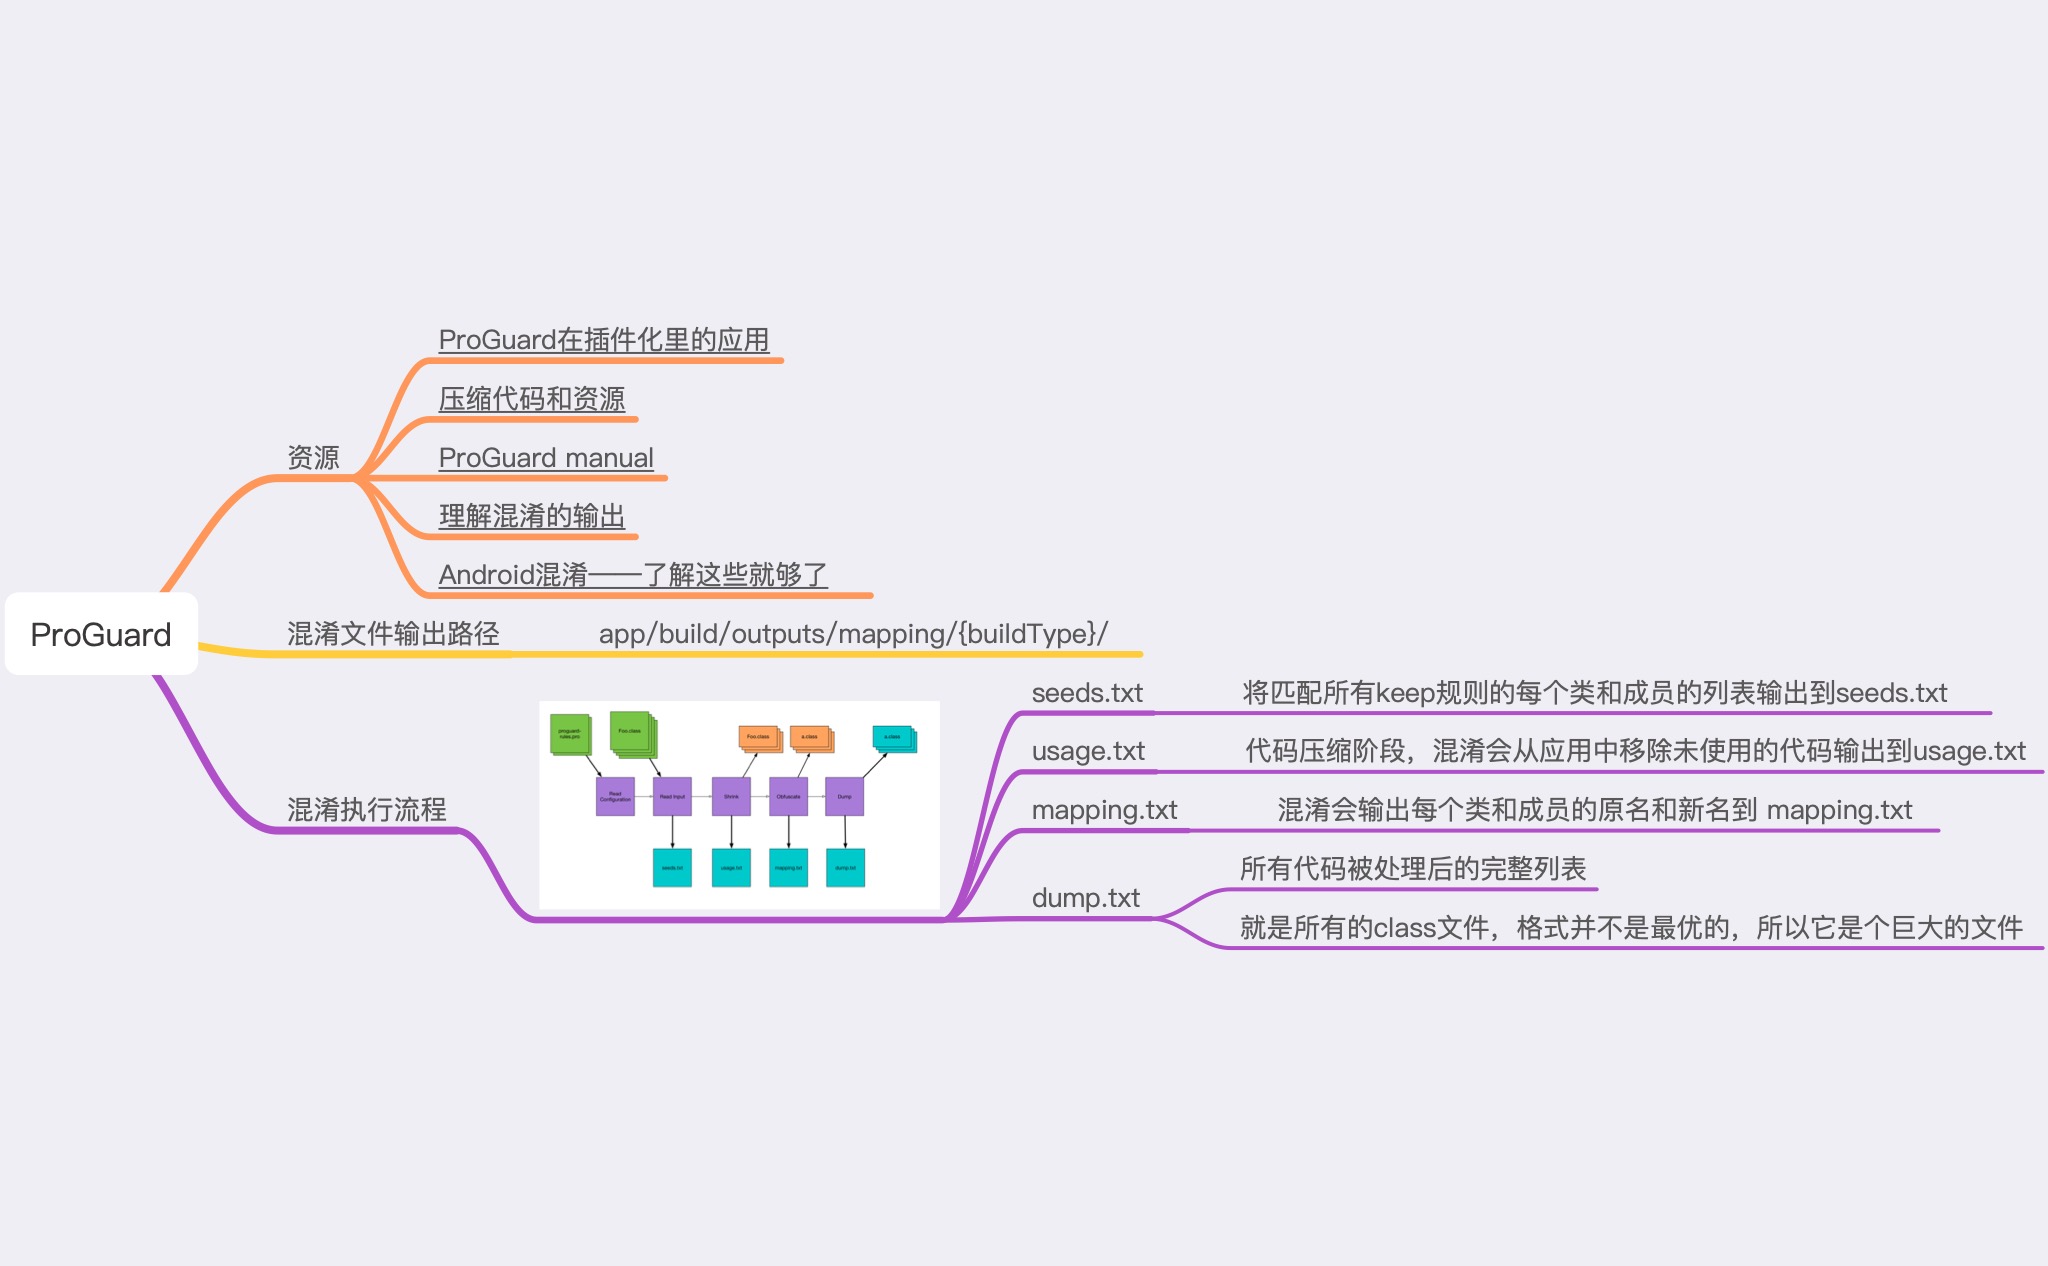 ProGuard
资源
ProGuard在插件化里的应用
压缩代码和资源
ProGuard manual
理解混淆的输出
Android混淆——了解这些就够了
混淆文件输出路径
app/build/outputs/mapping/{buildType}/
混淆执行流程
proguard-
rules.pro
Foo.class
Foo.class
a.class
a.class
Read
Configuration
Read Input
Shrink
Obfuscate
Dump
seeds.txt
usage.txt
mapping.txt
dump.txt
seeds.txt
将匹配所有keep规则的每个类和成员的列表输出到seeds.txt
usage.txt
代码压缩阶段，混淆会从应用中移除未使用的代码输出到usage.txt
mapping.txt
混淆会输出每个类和成员的原名和新名到 mapping.txt
dump.txt
所有代码被处理后的完整列表
就是所有的class文件，格式并不是最优的，所以它是个巨大的文件